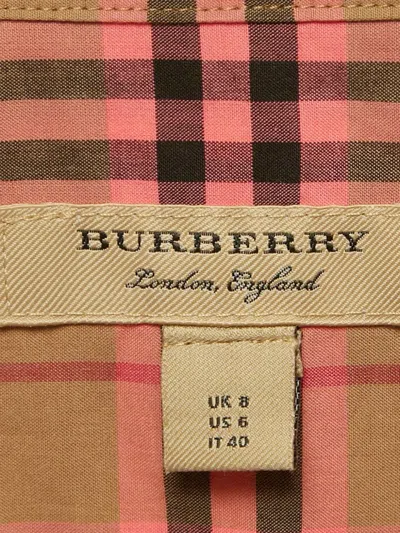 BURBERRY
London, England
UK 8
US 6
IT 40